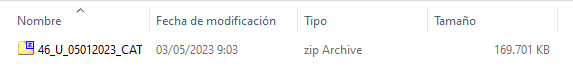 Nombre Fecha de modificación Tipo Tamaño
46_U_05012023_CAT 03/05/2023 9:03 zip Archive 169.701 KB